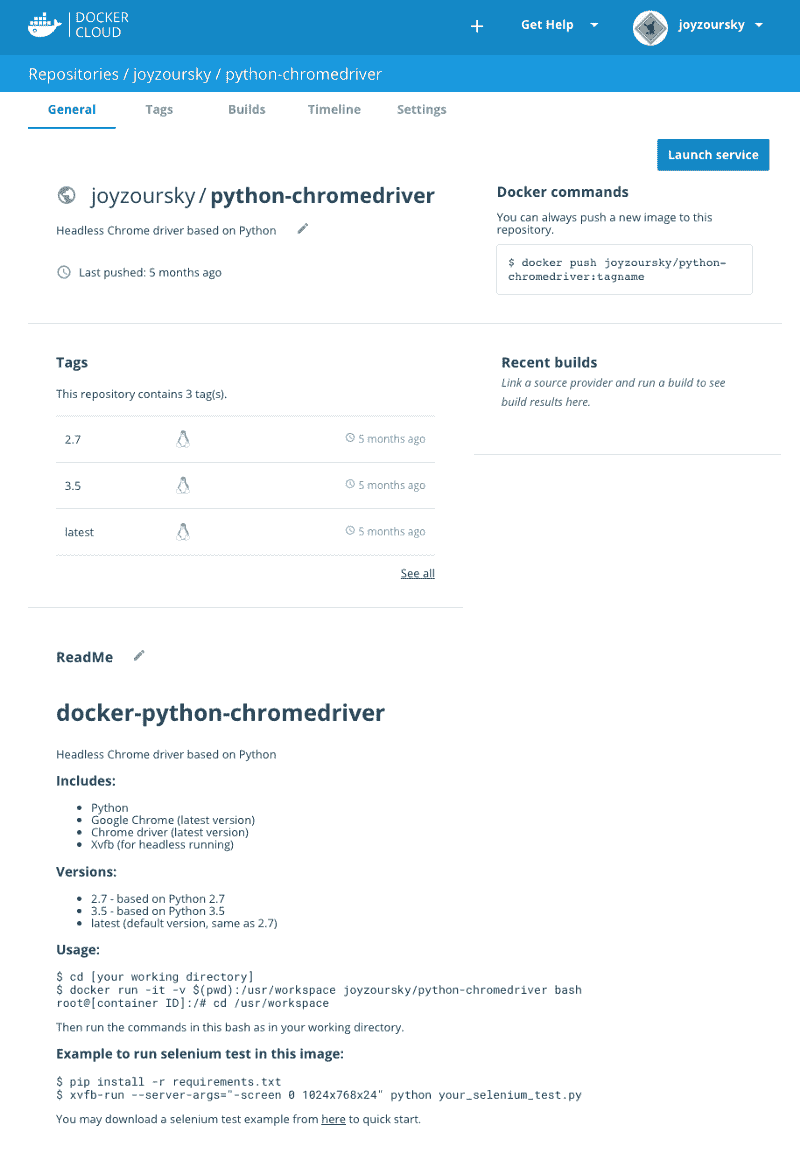 DOCKER
CLOUD
Get Help
joyzoursky
Repositories / joyzoursky / python-chromedriver
General
Tags
Builds
Timeline
Settings
Launch service
joyzoursky / python-chromedriver
Headless Chrome driver based on Python
Last pushed: 5 months ago
Docker commands
You can always push a new image to this
repository.
$ docker push joyzoursky/python-
chromedriver:tagname
Tags
This repository contains 3 tag(s).
2.7 5 months ago
3.5 5 months ago
latest 5 months ago
See all
Recent builds
Link a source provider and run a build to see
build results here.
ReadMe
docker-python-chromedriver
Headless Chrome driver based on Python
Includes:
• Python
• Google Chrome (latest version)
• Chrome driver (latest version)
• Xvfb (for headless running)
Versions:
• 2.7 - based on Python 2.7
• 3.5 - based on Python 3.5
• latest (default version, same as 2.7)
Usage:
$ cd [your working directory]
$ docker run -it -v $(pwd):/usr/workspace joyzoursky/python-chromedriver bash
root@[container ID]:/# cd /usr/workspace
Then run the commands in this bash as in your working directory.
Example to run selenium test in this image:
$ pip install -r requirements.txt
$ xvfb-run --server-args="-screen 0 1024x768x24" python your_selenium_test.py
You may download a selenium test example from here to quick start.